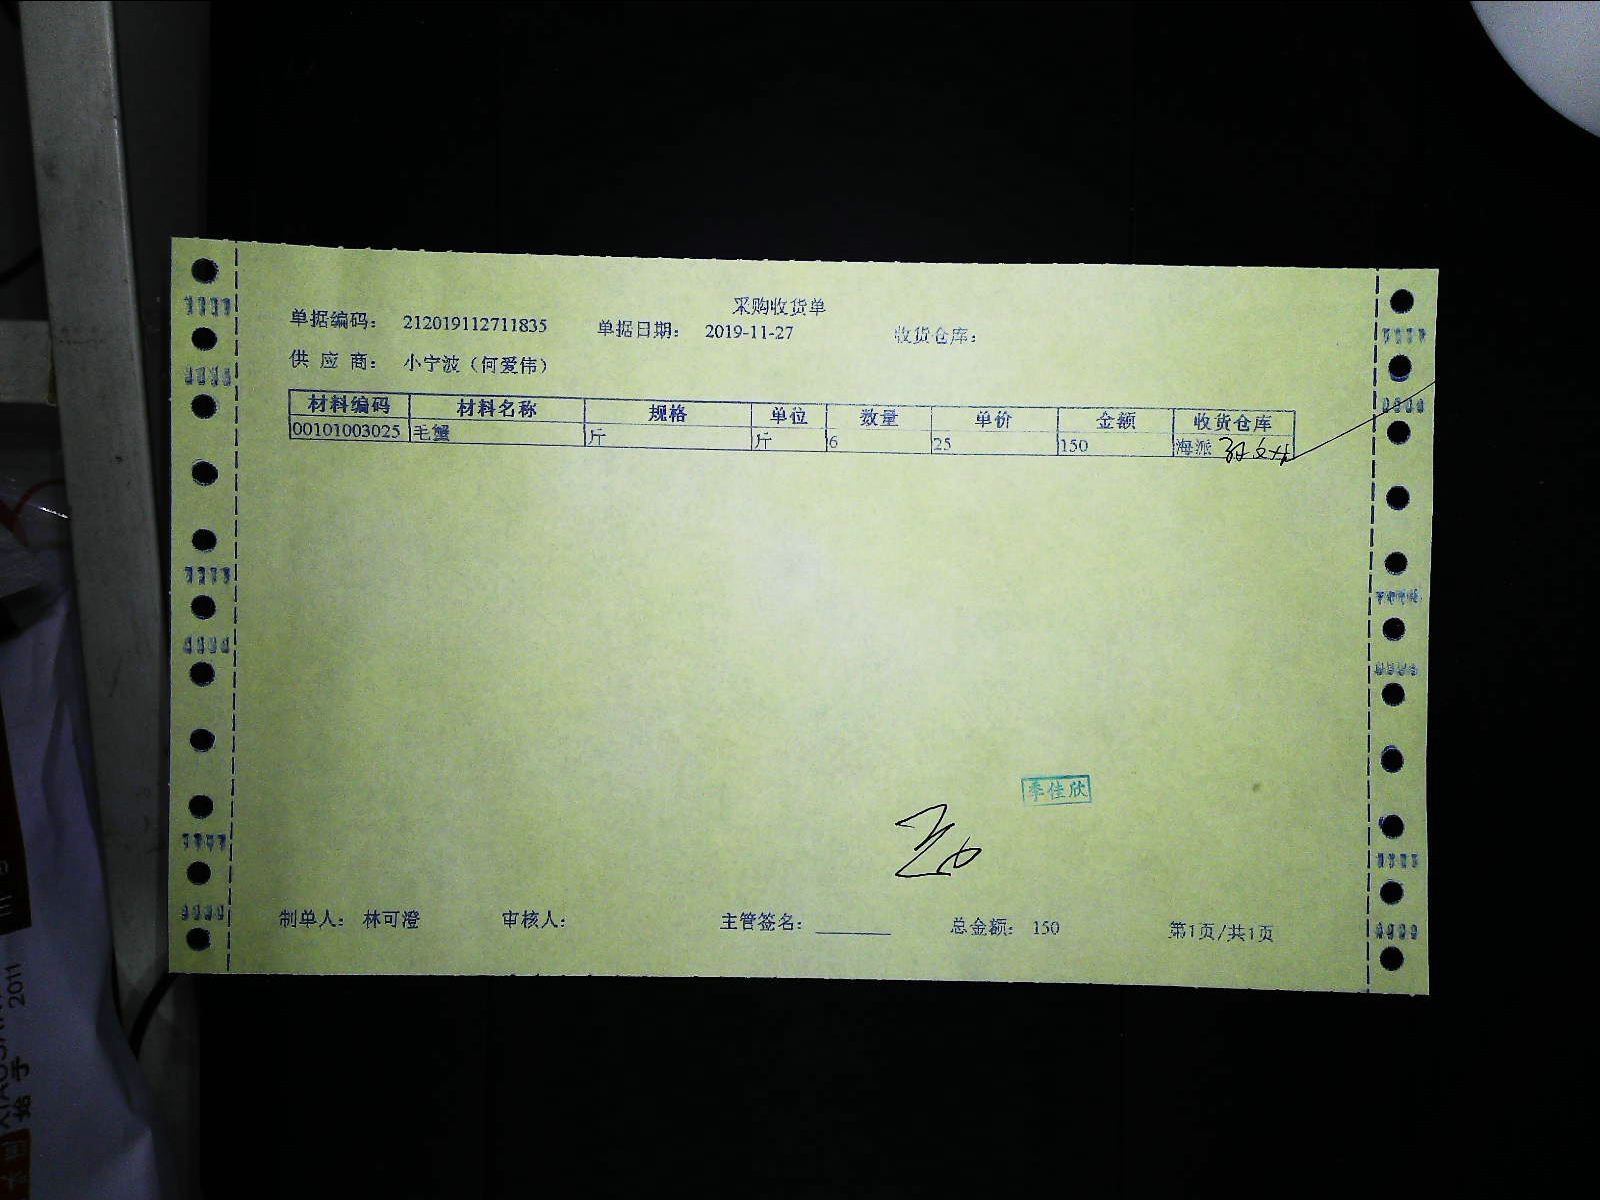 采购收货单
单据编码： 212019112711835 单据日期： 2019-11-27 收货仓库：
供 应 商： 小宁波（何爱伟）
材料编码 材料名称 规格 单位 数量 单价 金额 收货仓库
00101003025 毛蟹 斤 斤 6 25 150 海派
季佳欣
制单人： 林可澄 审核人： 主管签名： 总金额： 150 第1页/共1页
2011
始于